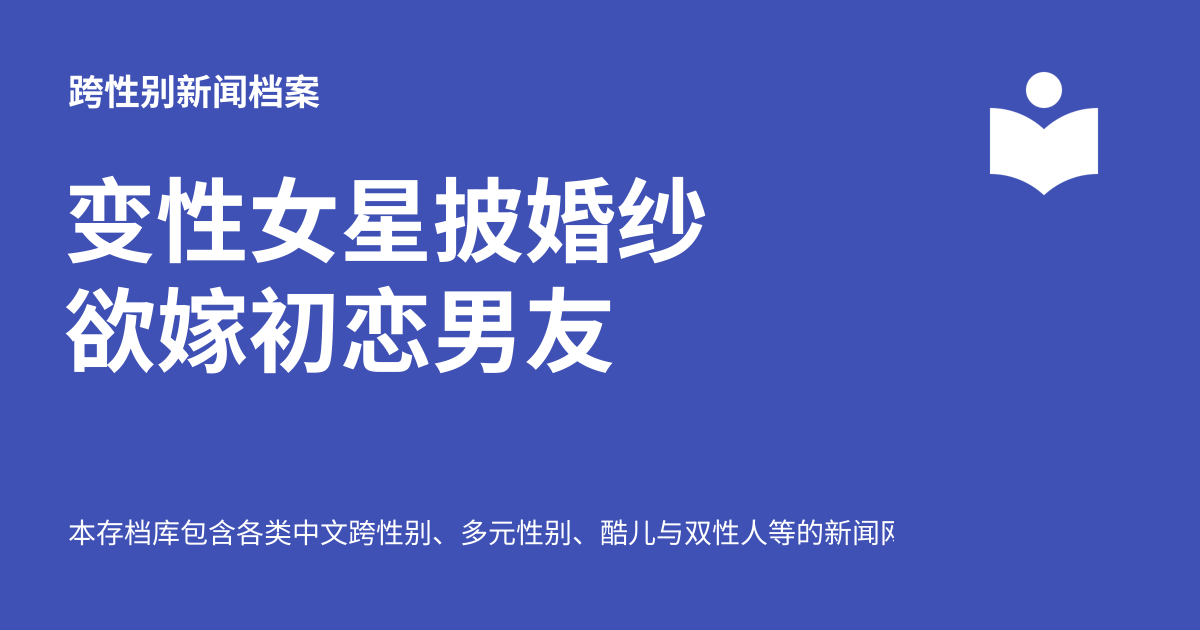 跨性别新闻档案
变性女星披婚纱
欲嫁初恋男友
本存档库包含各类中文跨性别、多元性别、酷儿与双性人等的新闻